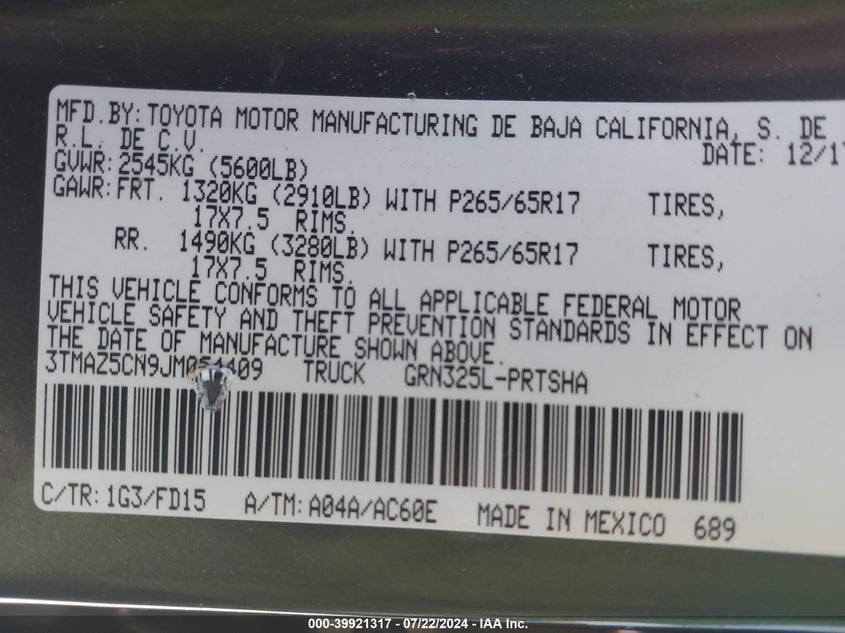 MFD.BY: TOYOTA MOTOR MANUFACTURING DE BAJA CALIFORNIA, S. DE
R.L. DE C.V. DATE: 12/17
GVWR: 2545KG (5600LB)
GAWR: FRT. 1320KG (2910LB) WITH P265/65R17 TIRES,
17X7.5 RIMS.
RR. 1490KG (3280LB) WITH P265/65R17 TIRES,
17X7.5 RIMS.
THIS VEHICLE CONFORMS TO ALL APPLICABLE FEDERAL MOTOR
VEHICLE SAFETY AND THEFT PREVENTION STANDARDS IN EFFECT ON
THE DATE OF MANUFACTURE SHOWN ABOVE.
TRUCK GRN325L-PRTSHA
C/TR: 1G3/FD15 A/TM: A04A/AC60E MADE IN MEXICO 689
000-39921317 - 07/22/2024 - IAA Inc.